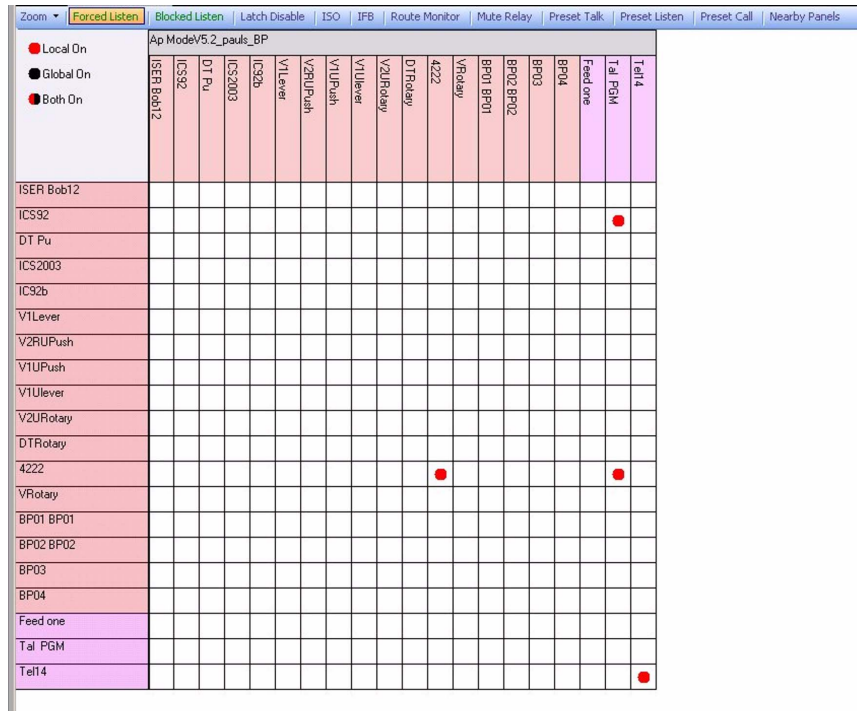 Zoom Forced Listen Blocked Listen Latch Disable ISO IFB Route Monitor Mute Relay Preset Talk Preset Listen Preset Call Nearby Panels
Local On
Global On
Both On
Ap ModeV5.2_pauls_BP
ISER Bob12
ICS92
DT Pu
ICS2003
IC92b
V1Lever
V2RUPush
V1UPush
V1Ulever
V2URotary
DTRotary
4222
VRotary
BP01 BP01
BP02 BP02
BP03
BP04
Feed one
Tal PGM
Tel14
ISER Bob12
ICS92
DT Pu
ICS2003
IC92b
V1Lever
V2RUPush
V1UPush
V1Ulever
V2URotary
DTRotary
4222
VRotary
BP01 BP01
BP02 BP02
BP03
BP04
Feed one
Tal PGM
Tel14